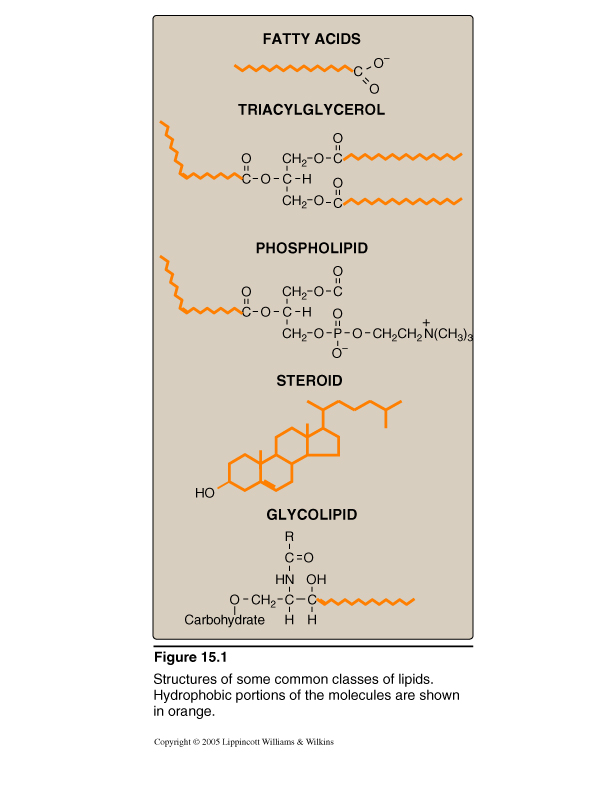 FATTY ACIDS
C O−
O
TRIACYLGLYCEROL
O
O CH2–O–C
C–O–C–H O
CH2–O–C
PHOSPHOLIPID
O
O CH2–O–C
C–O–C–H O
CH2–O–P–O–CH2CH2N(CH3)3
+
O−
STEROID
HO
GLYCOLIPID
R
C=O
HN OH
O–CH2–C–C
Carbohydrate H H
Figure 15.1
Structures of some common classes of lipids.
Hydrophobic portions of the molecules are shown
in orange.
Copyright © 2005 Lippincott Williams & Wilkins